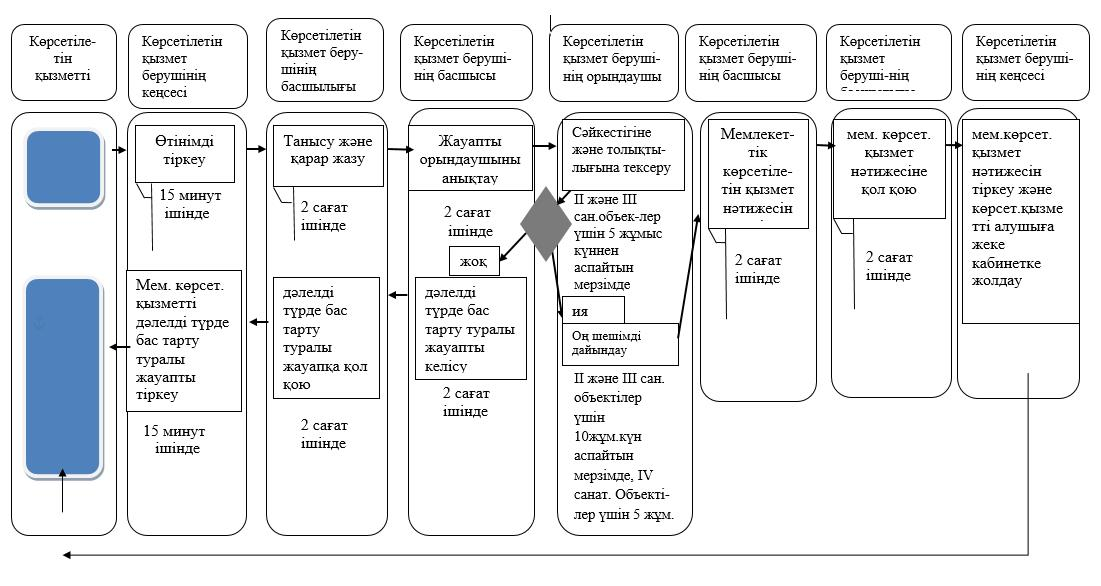 Көрсетіле-
тін
қызметті
Көрсетілетін
қызмет
берушінің
кеңсесі
Көрсетілетін
қызмет беру-
шінің
басшылығы
Көрсетілетін
қызмет беруші-
нің басшысы
Көрсетілетін
қызмет беруші-
нің орындаушы
Көрсетілетін
қызмет беруші-
нің басшысы
Көрсетілетін
қызмет
беруші-нің
Көрсетілетін
қызмет беруші-
нің кеңсесі
Өтінімді
тіркеу
15 минут
ішінде
Танысу және
қарар жазу
2 сағат
ішінде
Жауапты
орындаушыны
анықтау
2 сағат
ішінде
Сәйкестігіне
және толықты-
лығына тексеру
II және III
сан.объек-лер
үшін 5 жұмыс
күннен
аспайтын
мерзімде
Мемлекет-
тік
көрсетіле-
тін қызмет
нәтижесін
2 сағат
ішінде
мем. көрсет.
қызмет
нәтижесіне
қол қою
2 сағат
ішінде
мем.көрсет.
қызмет
нәтижесін
тіркеу және
көрсет.қызме
тті алушыға
жеке
кабинетке
жолдау
жоқ
ия
Оң шешімді
дайындау
II және III сан.
объектілер
үшін
10жұм.күн
аспайтын
мерзімде, IV
санат. Объекті-
лер үшін 5 жұм.
дәлелді
түрде бас
тарту туралы
жауапты
келісу
2 сағат
ішінде
дәлелді
түрде бас
тарту
туралы
жауапқа қол
қою
2 сағат
ішінде
Мем. көрсет.
қызметті
дәлелді түрде
бас тарту
туралы
жауапты
тіркеу
15 минут
ішінде